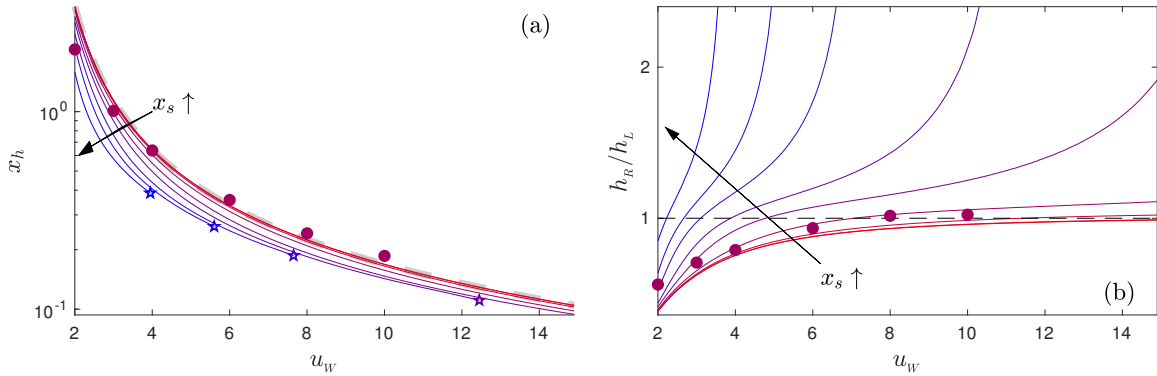 (a)
x_s ↑
x_h
10^0
10^{-1}
2 4 6 8 10 12 14
u_W
(b)
x_s ↑
h_R/h_L
2
1
2 4 6 8 10 12 14
u_W